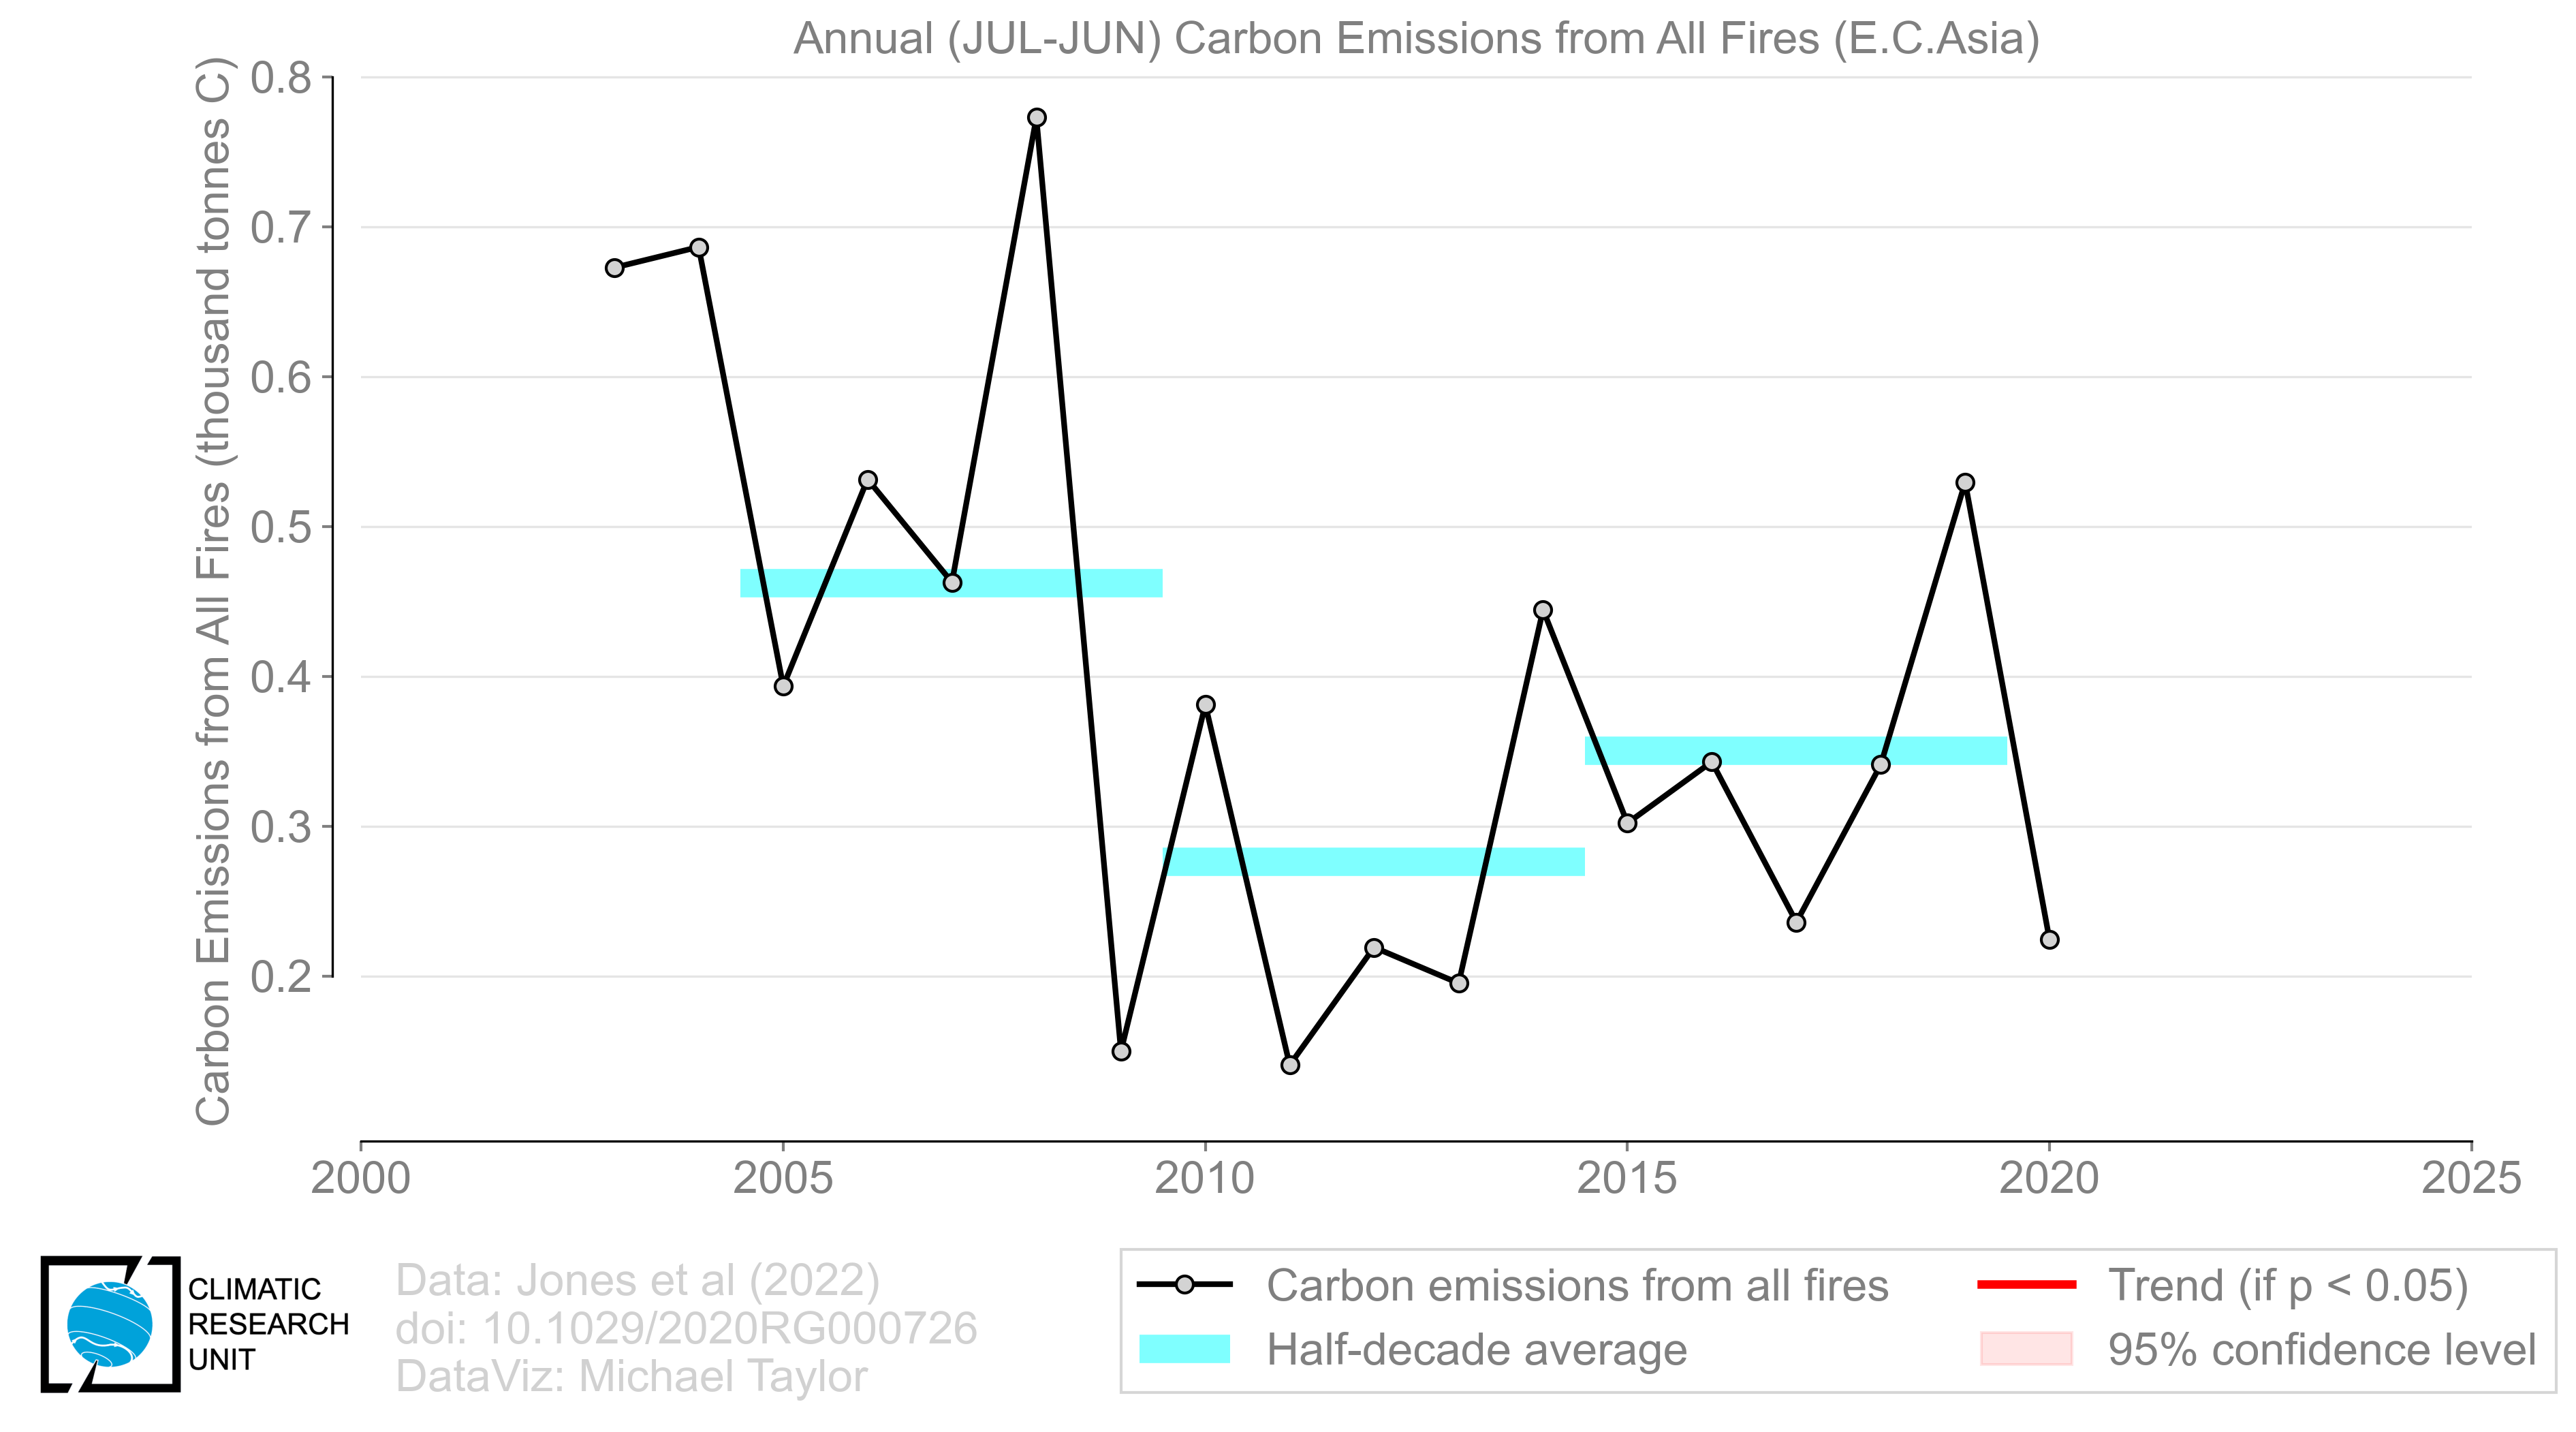 Annual (JUL-JUN) Carbon Emissions from All Fires (E.C.Asia)
Carbon Emissions from All Fires (thousand tonnes C)
0.8
0.7
0.6
0.5
0.4
0.3
0.2
2000
2005
2010
2015
2020
2025
CLIMATIC
RESEARCH
UNIT
Data: Jones et al (2022)
doi: 10.1029/2020RG000726
DataViz: Michael Taylor
Carbon emissions from all fires
Half-decade average
Trend (if p < 0.05)
95% confidence level